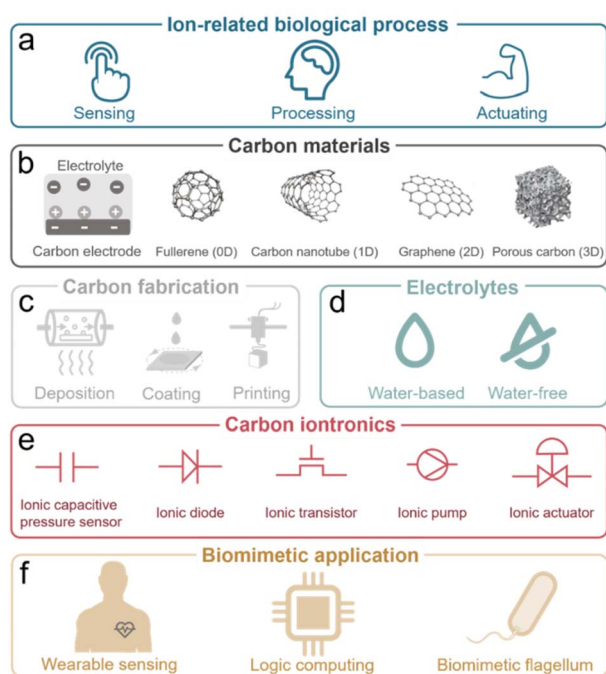 Ion-related biological process
a
Sensing
Processing
Actuating
Carbon materials
b
Electrolyte
Carbon electrode
Fullerene (0D)
Carbon nanotube (1D)
Graphene (2D)
Porous carbon (3D)
Carbon fabrication
c
Deposition
Coating
Printing
Electrolytes
d
Water-based
Water-free
Carbon iontronics
e
Ionic capacitive
pressure sensor
Ionic diode
Ionic transistor
Ionic pump
Ionic actuator
Biomimetic application
f
Wearable sensing
Logic computing
Biomimetic flagellum